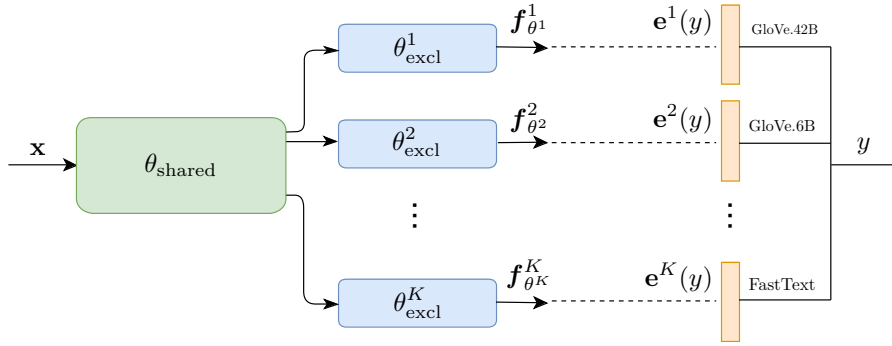 x
θ_shared
θ^1_excl
f^1_{θ^1}
e^1(y)
GloVe.42B
θ^2_excl
f^2_{θ^2}
e^2(y)
GloVe.6B
y
⋮
⋮
θ^K_excl
f^K_{θ^K}
e^K(y)
FastText